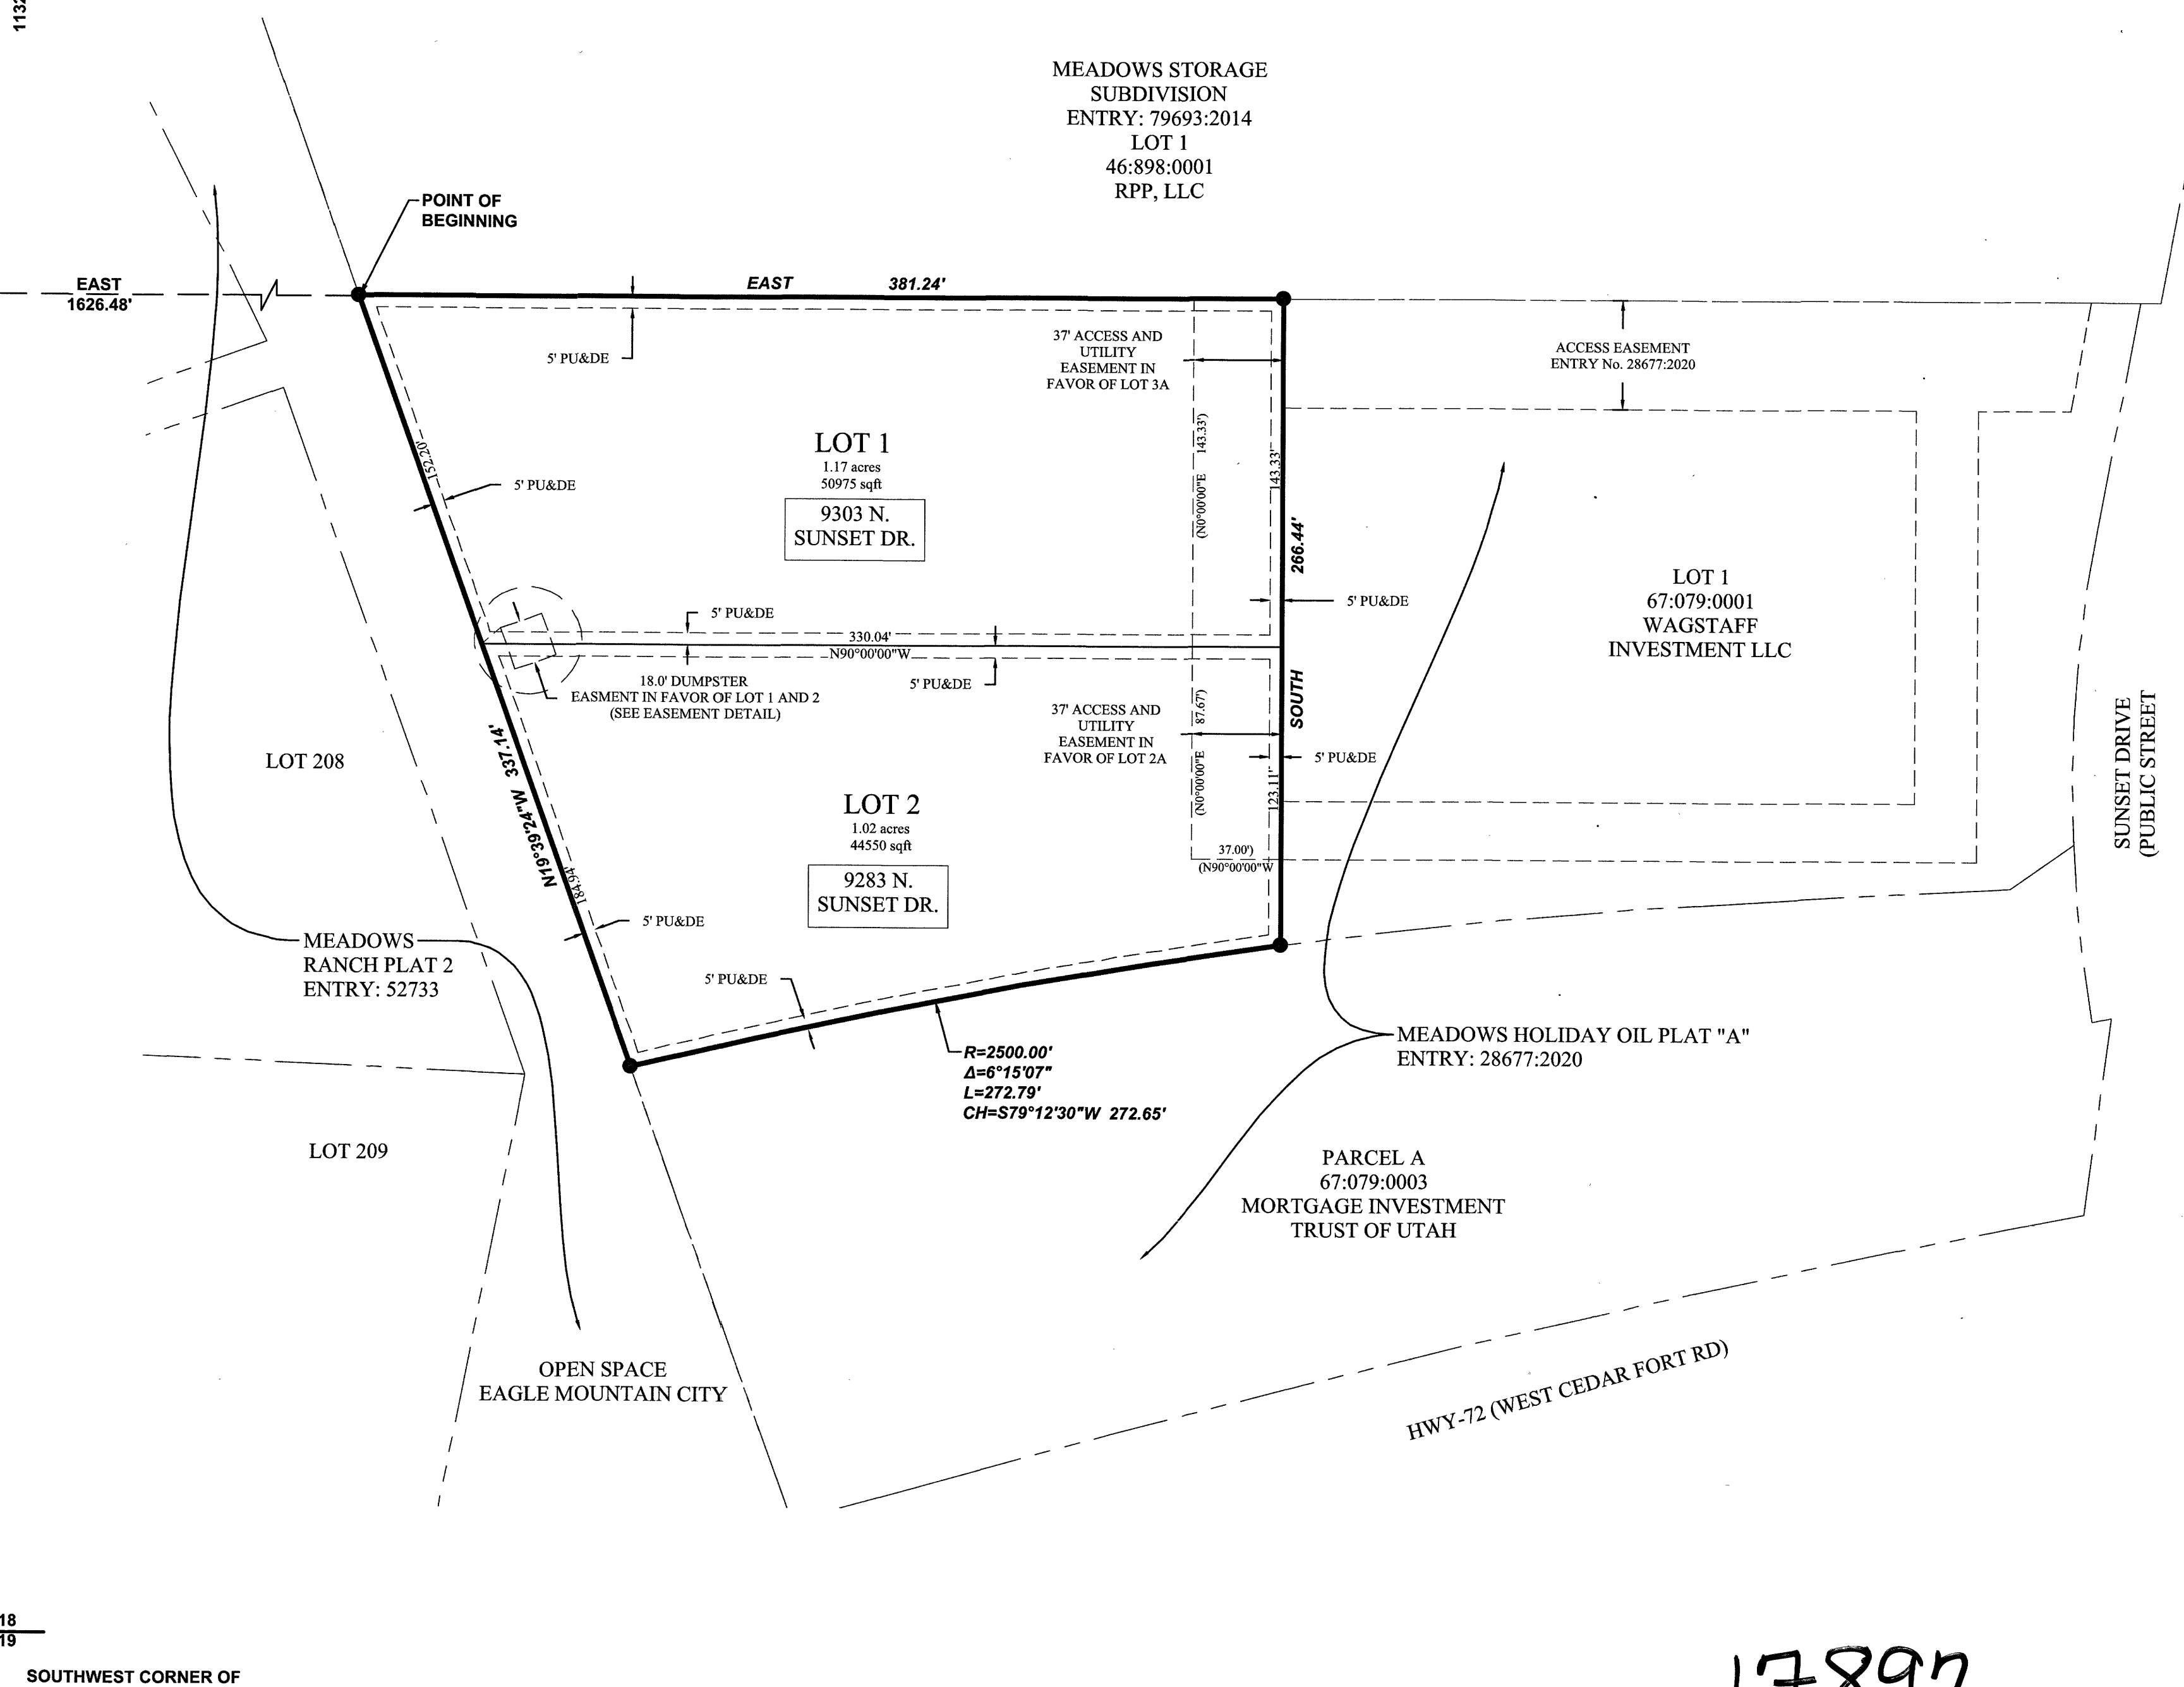 1132
MEADOWS STORAGE
SUBDIVISION
ENTRY: 79693:2014
LOT 1
46:898:0001
RPP, LLC
POINT OF
BEGINNING
EAST
1626.48'
EAST 381.24'
5' PU&DE
37' ACCESS AND
UTILITY
EASEMENT IN
FAVOR OF LOT 3A
ACCESS EASEMENT
ENTRY No. 28677:2020
152.20'
5' PU&DE
LOT 1
1.17 acres
50975 sqft
9303 N.
SUNSET DR.
(N0°00'00"E 143.33')
143.33'
266.44'
SOUTH
5' PU&DE
LOT 1
67:079:0001
WAGSTAFF
INVESTMENT LLC
5' PU&DE
330.04'
N90°00'00"W
5' PU&DE
18.0' DUMPSTER
EASMENT IN FAVOR OF LOT 1 AND 2
(SEE EASEMENT DETAIL)
37' ACCESS AND
UTILITY
EASEMENT IN
FAVOR OF LOT 2A
(N0°00'00"E 87.67')
5' PU&DE
123.11'
SUNSET DRIVE
(PUBLIC STREET
LOT 208
N19°39'24"W 337.14'
184.94'
LOT 2
1.02 acres
44550 sqft
9283 N.
SUNSET DR.
37.00')
(N90°00'00"W
5' PU&DE
MEADOWS
RANCH PLAT 2
ENTRY: 52733
5' PU&DE
R=2500.00'
Δ=6°15'07"
L=272.79'
CH=S79°12'30"W 272.65'
MEADOWS HOLIDAY OIL PLAT "A"
ENTRY: 28677:2020
LOT 209
PARCEL A
67:079:0003
MORTGAGE INVESTMENT
TRUST OF UTAH
OPEN SPACE
EAGLE MOUNTAIN CITY
HWY-72 (WEST CEDAR FORT RD)
18
19
SOUTHWEST CORNER OF